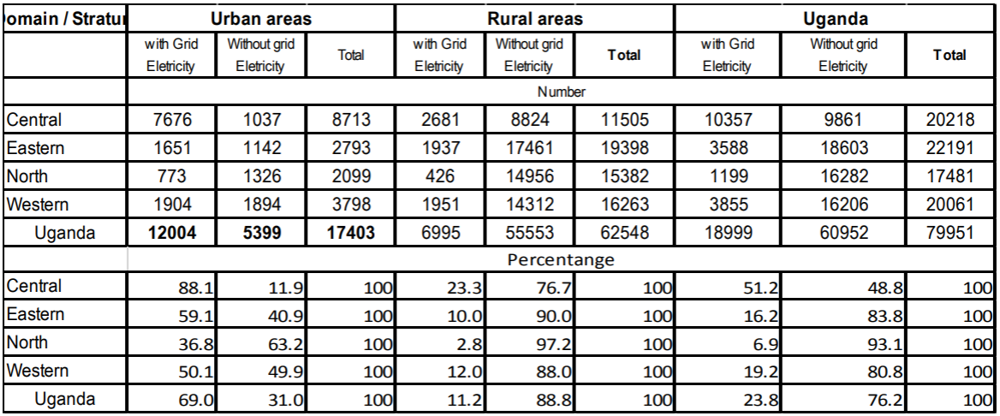 omain / Stratu Urban areas Rural areas Uganda
with Grid Eletricity Without grid Eletricity Total with Grid Eletricity Without grid Eletricity Total with Grid Eletricity Without grid Eletricity Total
Number
Central 7676 1037 8713 2681 8824 11505 10357 9861 20218
Eastern 1651 1142 2793 1937 17461 19398 3588 18603 22191
North 773 1326 2099 426 14956 15382 1199 16282 17481
Western 1904 1894 3798 1951 14312 16263 3855 16206 20061
Uganda 12004 5399 17403 6995 55553 62548 18999 60952 79951
Percentange
Central 88.1 11.9 100 23.3 76.7 100 51.2 48.8 100
Eastern 59.1 40.9 100 10.0 90.0 100 16.2 83.8 100
North 36.8 63.2 100 2.8 97.2 100 6.9 93.1 100
Western 50.1 49.9 100 12.0 88.0 100 19.2 80.8 100
Uganda 69.0 31.0 100 11.2 88.8 100 23.8 76.2 100